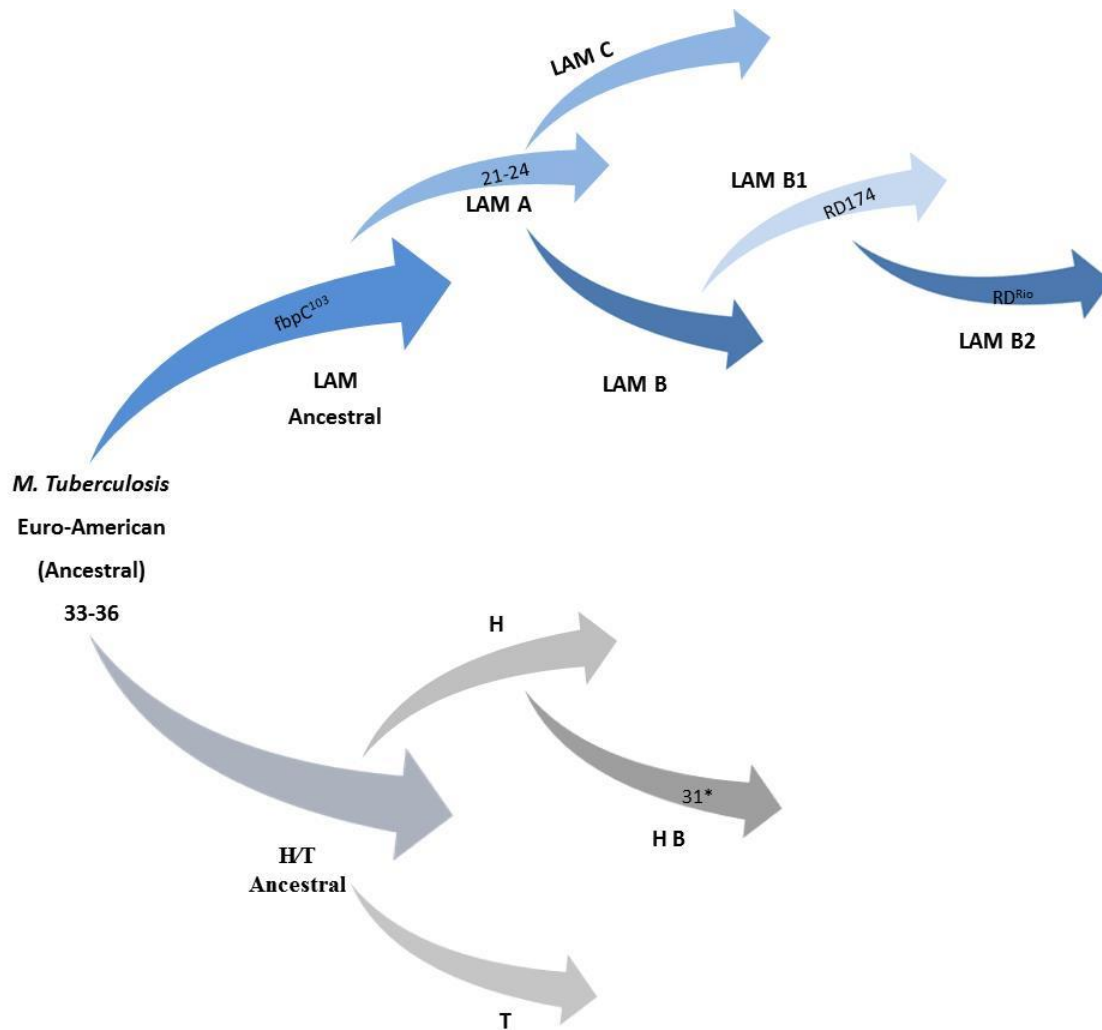 LAM C
21-24
LAM A
LAM B1
RD174
fbpC¹⁰³
RDᴿⁱᵒ
LAM B2
LAM B
LAM
Ancestral
M. Tuberculosis
Euro-American
(Ancestral)
33-36
H
31*
H B
H/T
Ancestral
T